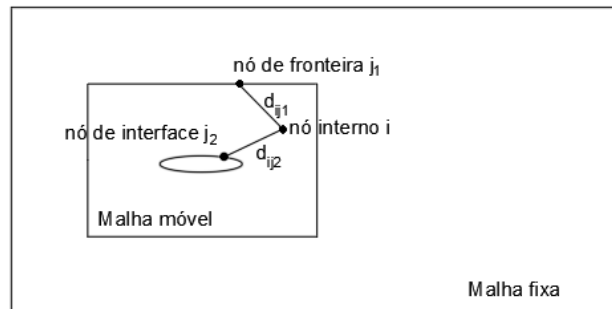 nó de fronteira j1
dij1
nó interno i
nó de interface j2
dij2
Malha móvel
Malha fixa